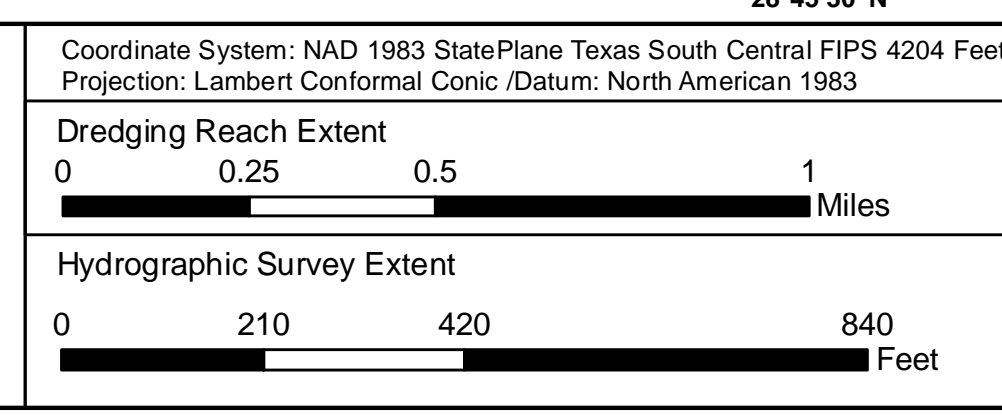 Coordinate System: NAD 1983 StatePlane Texas South Central FIPS 4204 Feet
Projection: Lambert Conformal Conic /Datum: North American 1983
Dredging Reach Extent
0 0.25 0.5 1
Miles
Hydrographic Survey Extent
0 210 420 840
Feet